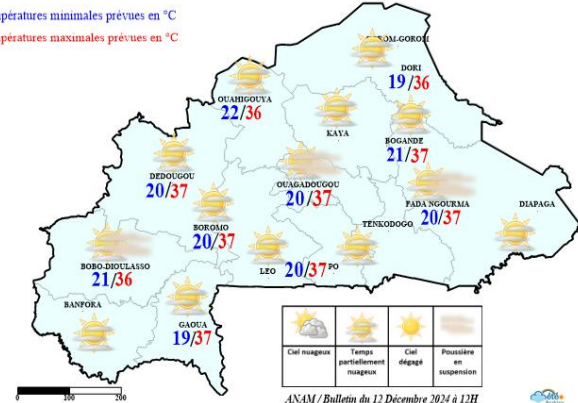 pératures minimales prévues en °C
pératures maximales prévues en °C
DORI
19/36
OUAHIGOUYA
22/36
KAYA
BOGANDE
21/37
DEDOUGOU
20/37
OUAGADOUGOU
20/37
FADA NGOURMA
20/37
DIAPAGA
BOROMO
20/37
TENKODOGO
BOBO-DIOULASSO
21/36
LEO
20/37 PO
BANFORA
GAOUA
19/37
Ciel nuageux
Temps partiellement nuageux
Ciel dégagé
Poussière en suspension
0 100 200
ANAM / Bulletin du 12 Décembre 2024 à 12H